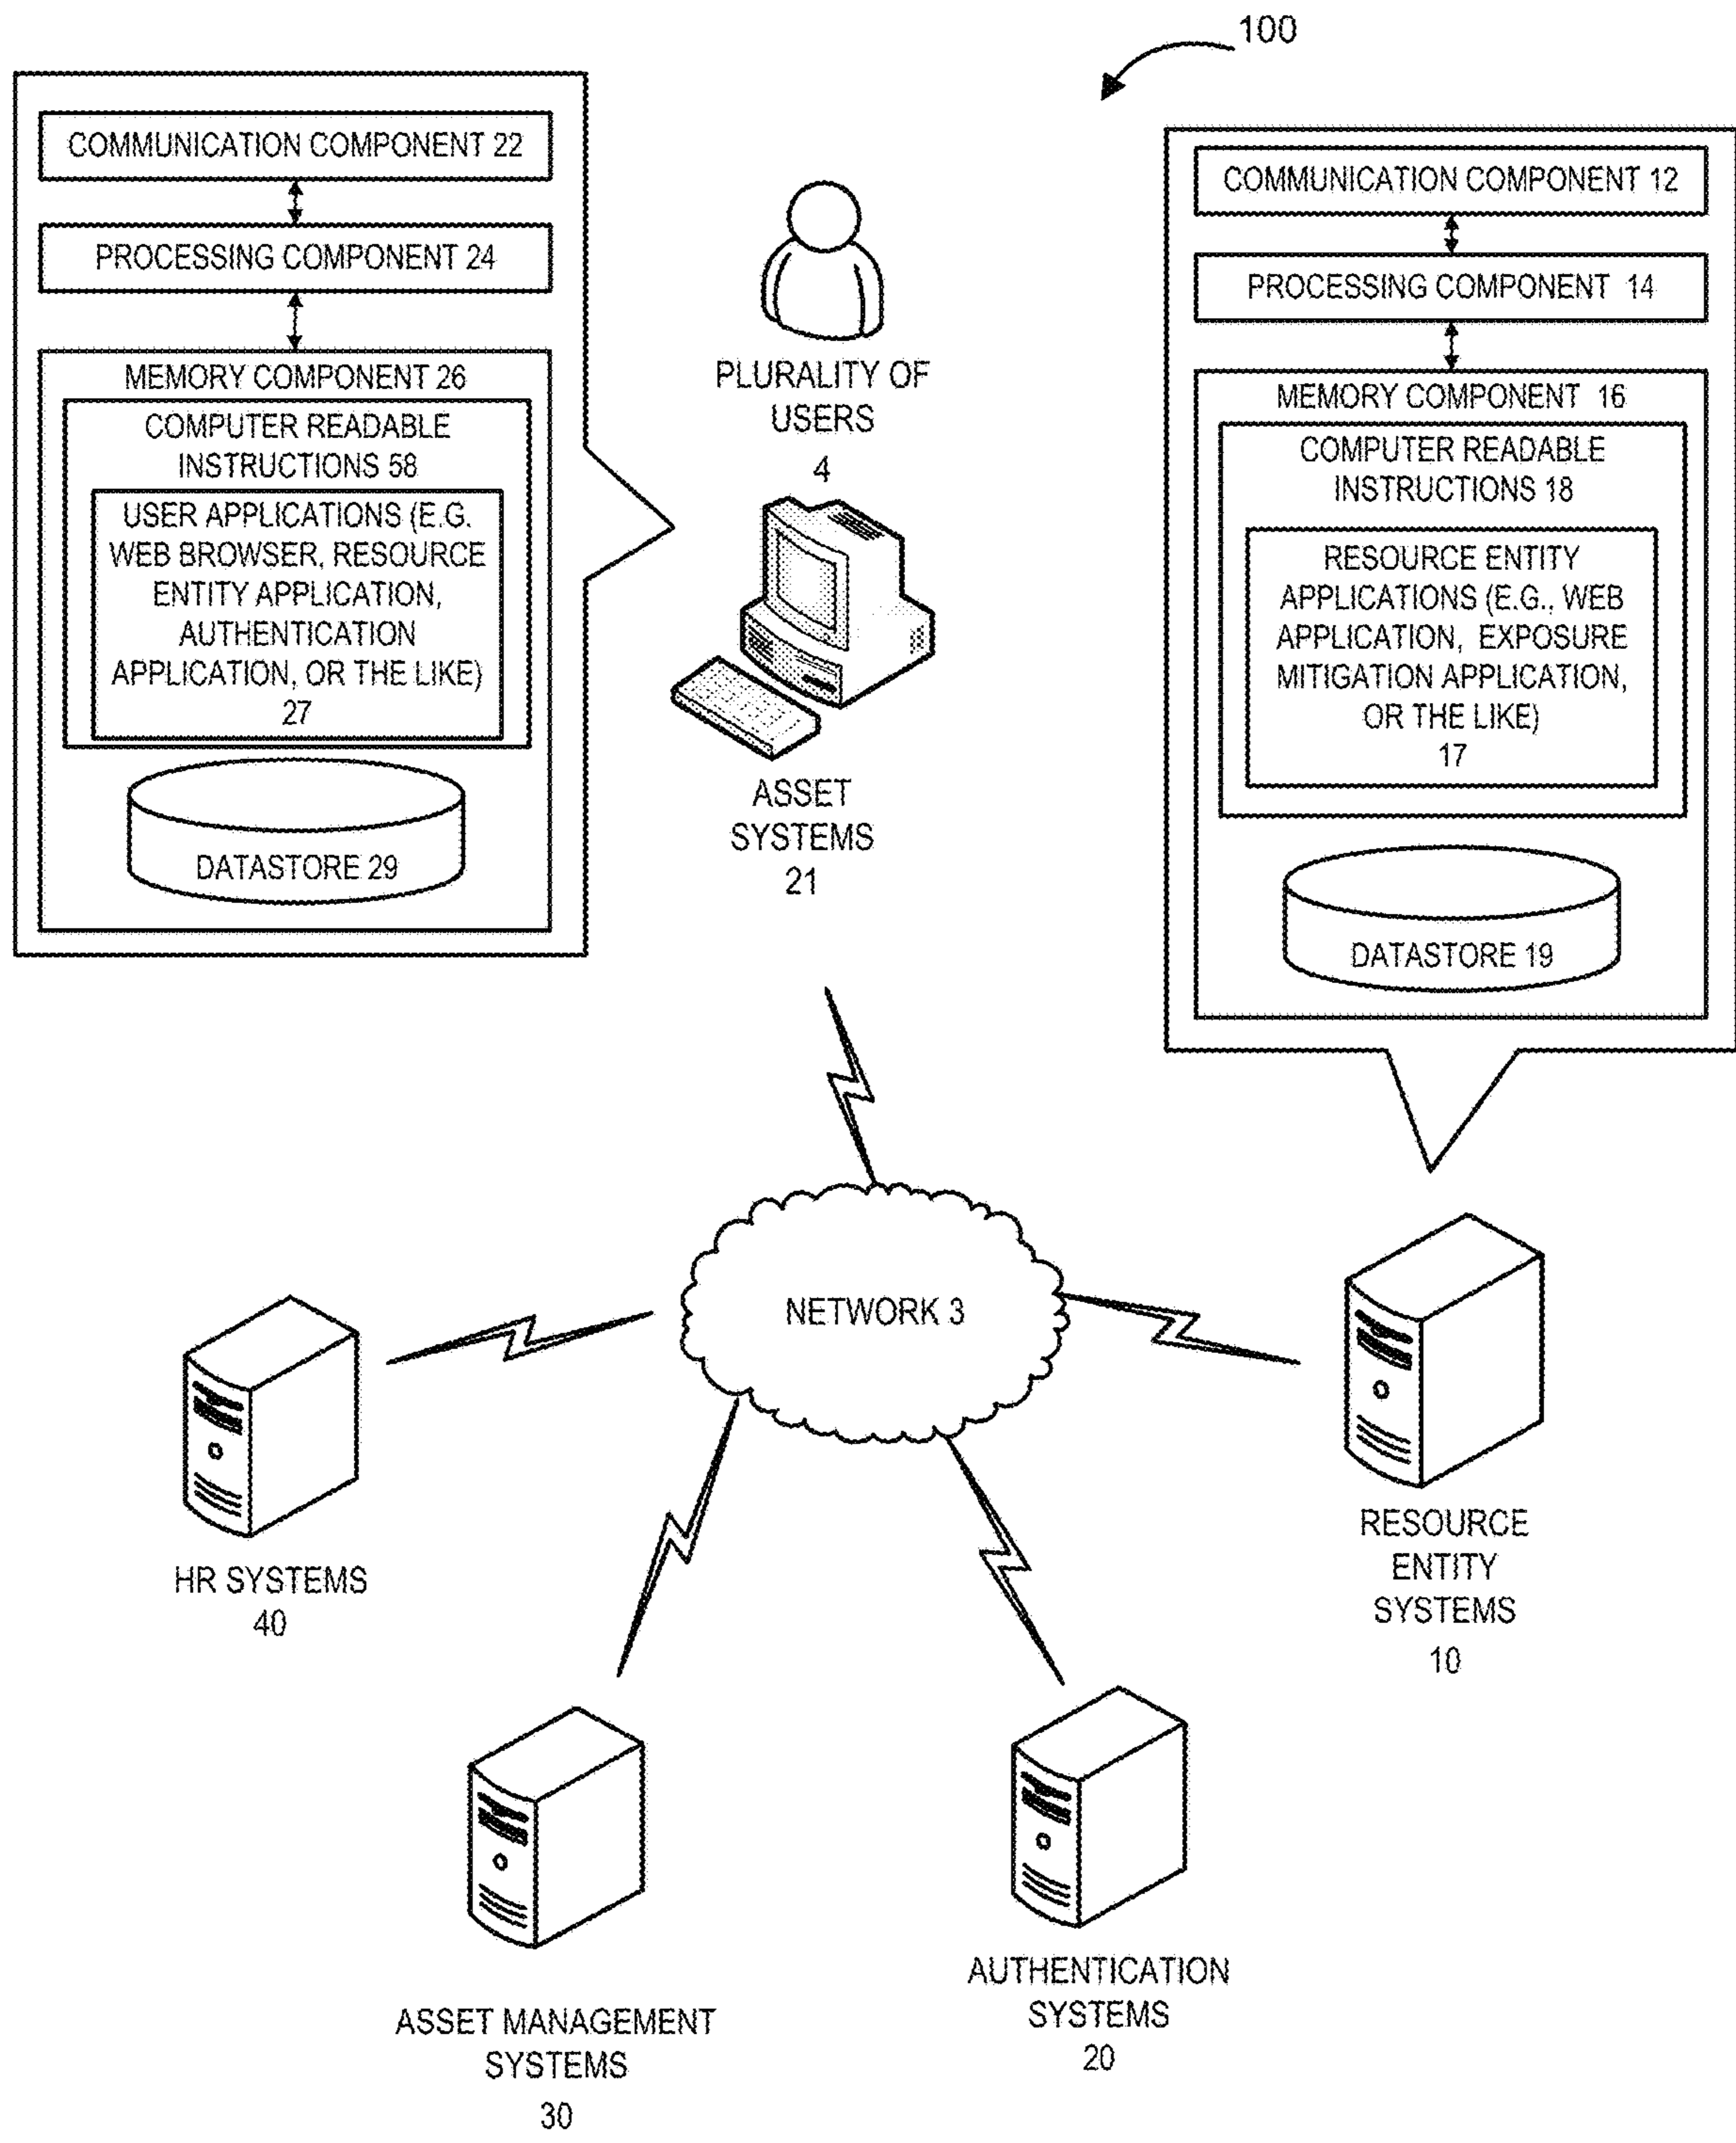 100
COMMUNICATION COMPONENT 22
PROCESSING COMPONENT 24
MEMORY COMPONENT 26
COMPUTER READABLE
INSTRUCTIONS 58
USER APPLICATIONS (E.G.
WEB BROWSER, RESOURCE
ENTITY APPLICATION,
AUTHENTICATION
APPLICATION, OR THE LIKE)
27
DATASTORE 29
PLURALITY OF
USERS
4
ASSET
SYSTEMS
21
COMMUNICATION COMPONENT 12
PROCESSING COMPONENT 14
MEMORY COMPONENT 16
COMPUTER READABLE
INSTRUCTIONS 18
RESOURCE ENTITY
APPLICATIONS (E.G., WEB
APPLICATION, EXPOSURE
MITIGATION APPLICATION,
OR THE LIKE)
17
DATASTORE 19
NETWORK 3
HR SYSTEMS
40
RESOURCE
ENTITY
SYSTEMS
10
ASSET MANAGEMENT
SYSTEMS
30
AUTHENTICATION
SYSTEMS
20